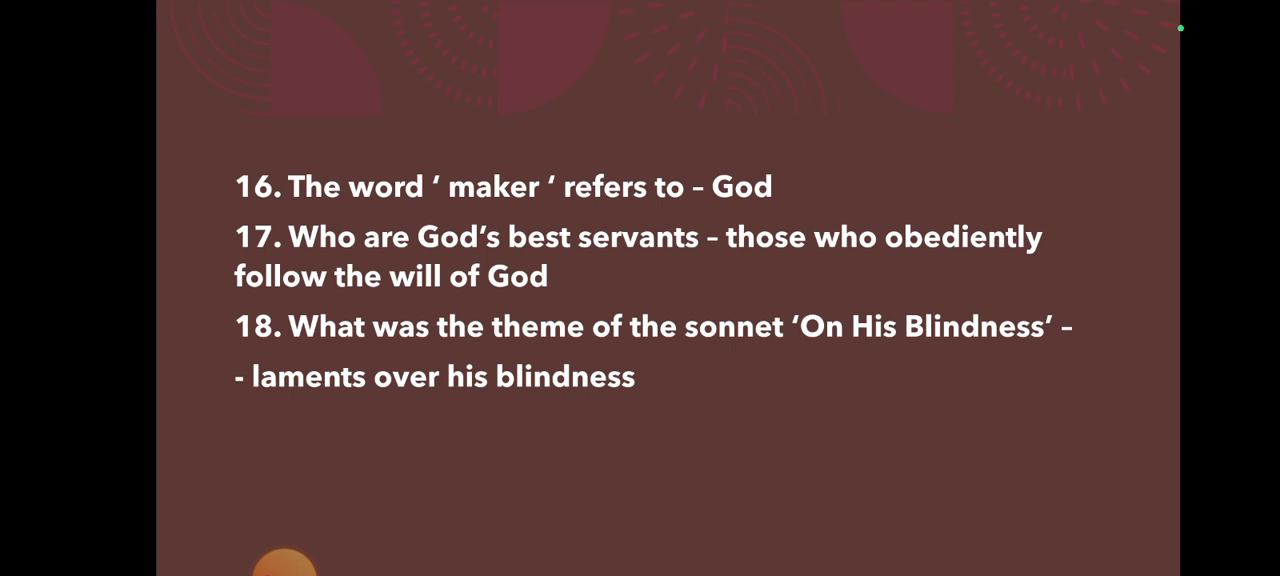 16. The word ‘ maker ‘ refers to – God
17. Who are God’s best servants – those who obediently
follow the will of God
18. What was the theme of the sonnet ‘On His Blindness’ –
- laments over his blindness